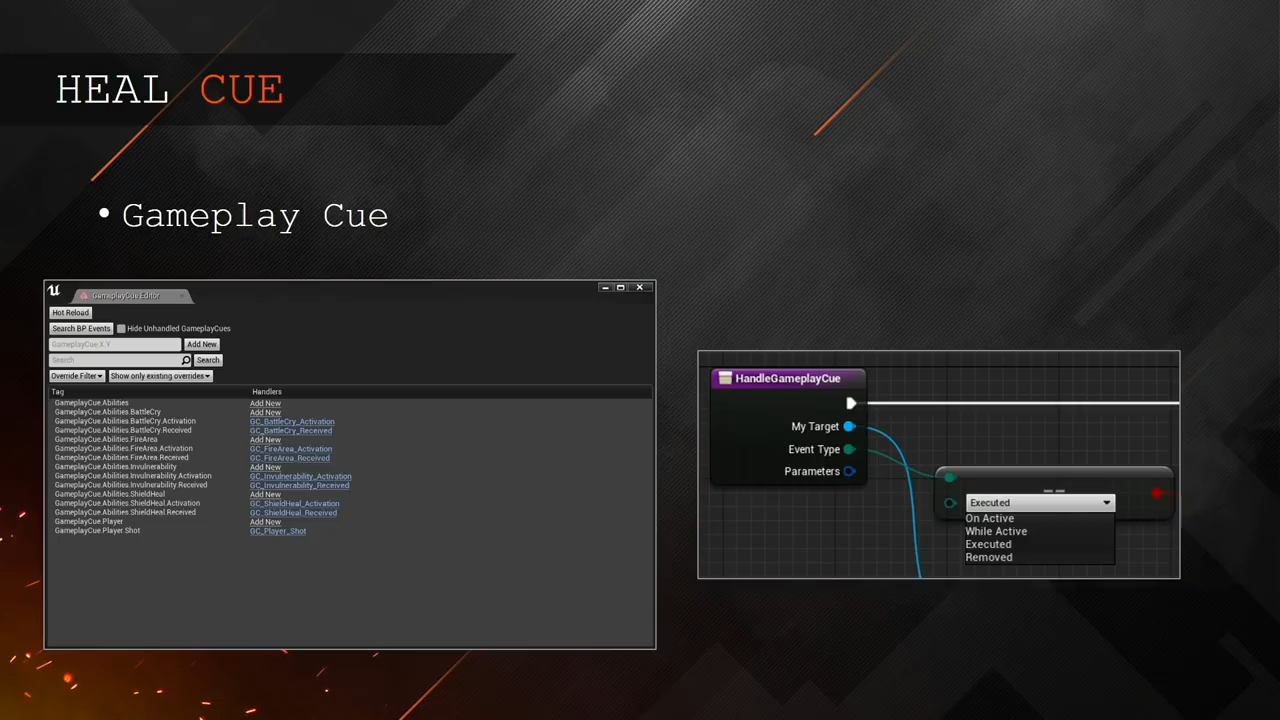 HEAL CUE
• Gameplay Cue
GameplayCue Editor
Hot Reload
Search BP Events Hide Unhandled GameplayCues
GameplayCue.X.Y Add New
Search Search
Override Filter Show only existing overrides
Tag Handlers
GameplayCue.Abilities Add New
GameplayCue.Abilities.BattleCry Add New
GameplayCue.Abilities.BattleCry.Activation GC_BattleCry_Activation
GameplayCue.Abilities.BattleCry.Received GC_BattleCry_Received
GameplayCue.Abilities.FireArea Add New
GameplayCue.Abilities.FireArea.Activation GC_FireArea_Activation
GameplayCue.Abilities.FireArea.Received GC_FireArea_Received
GameplayCue.Abilities.Invulnerability Add New
GameplayCue.Abilities.Invulnerability.Activation GC_Invulnerability_Activation
GameplayCue.Abilities.Invulnerability.Received GC_Invulnerability_Received
GameplayCue.Abilities.ShieldHeal Add New
GameplayCue.Abilities.ShieldHeal.Activation GC_ShieldHeal_Activation
GameplayCue.Abilities.ShieldHeal.Received GC_ShieldHeal_Received
GameplayCue.Player Add New
GameplayCue.Player.Shot GC_Player_Shot
HandleGameplayCue
My Target
Event Type
Parameters
==
Executed
On Active
While Active
Executed
Removed